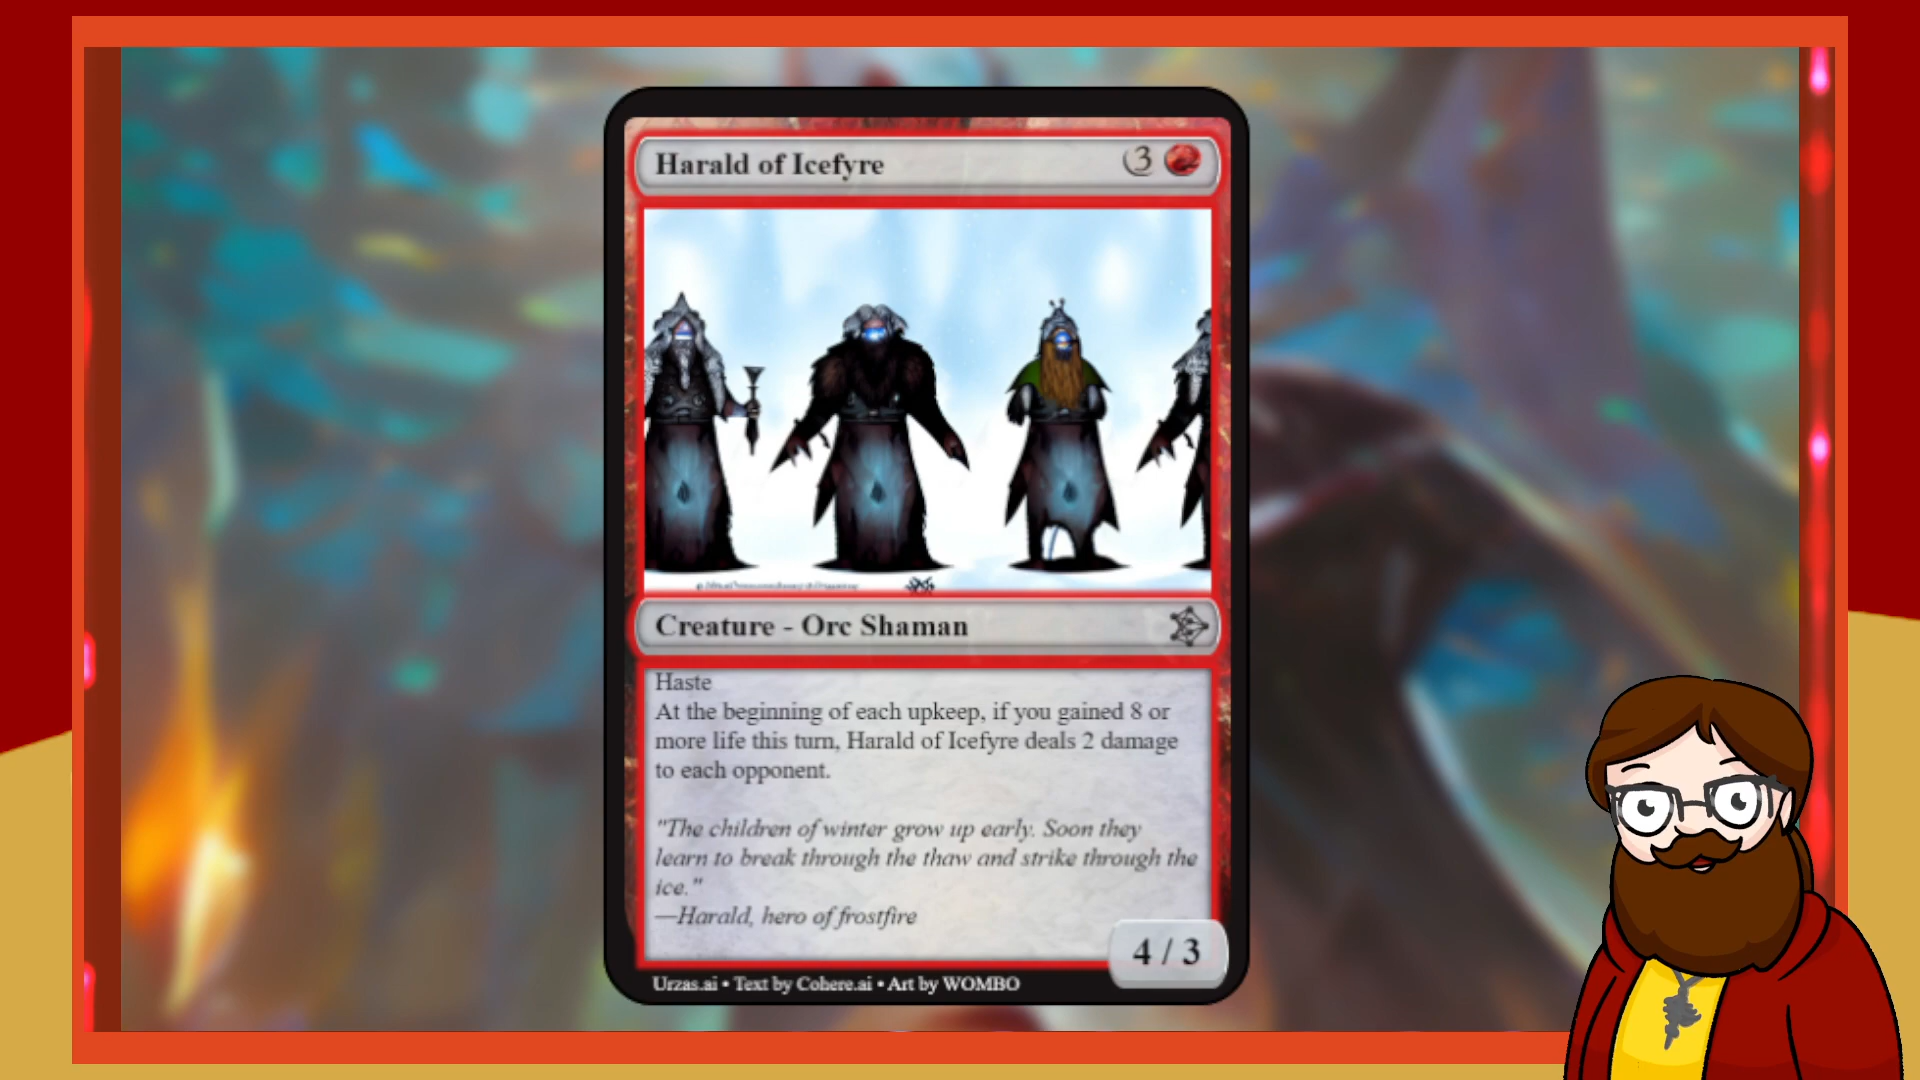 Harald of Icefyre
3
Creature - Orc Shaman
Haste
At the beginning of each upkeep, if you gained 8 or
more life this turn, Harald of Icefyre deals 2 damage
to each opponent.
"The children of winter grow up early. Soon they
learn to break through the thaw and strike through the
ice."
—Harald, hero of frostfire
4 / 3
Urzas.ai • Text by Cohere.ai • Art by WOMBO